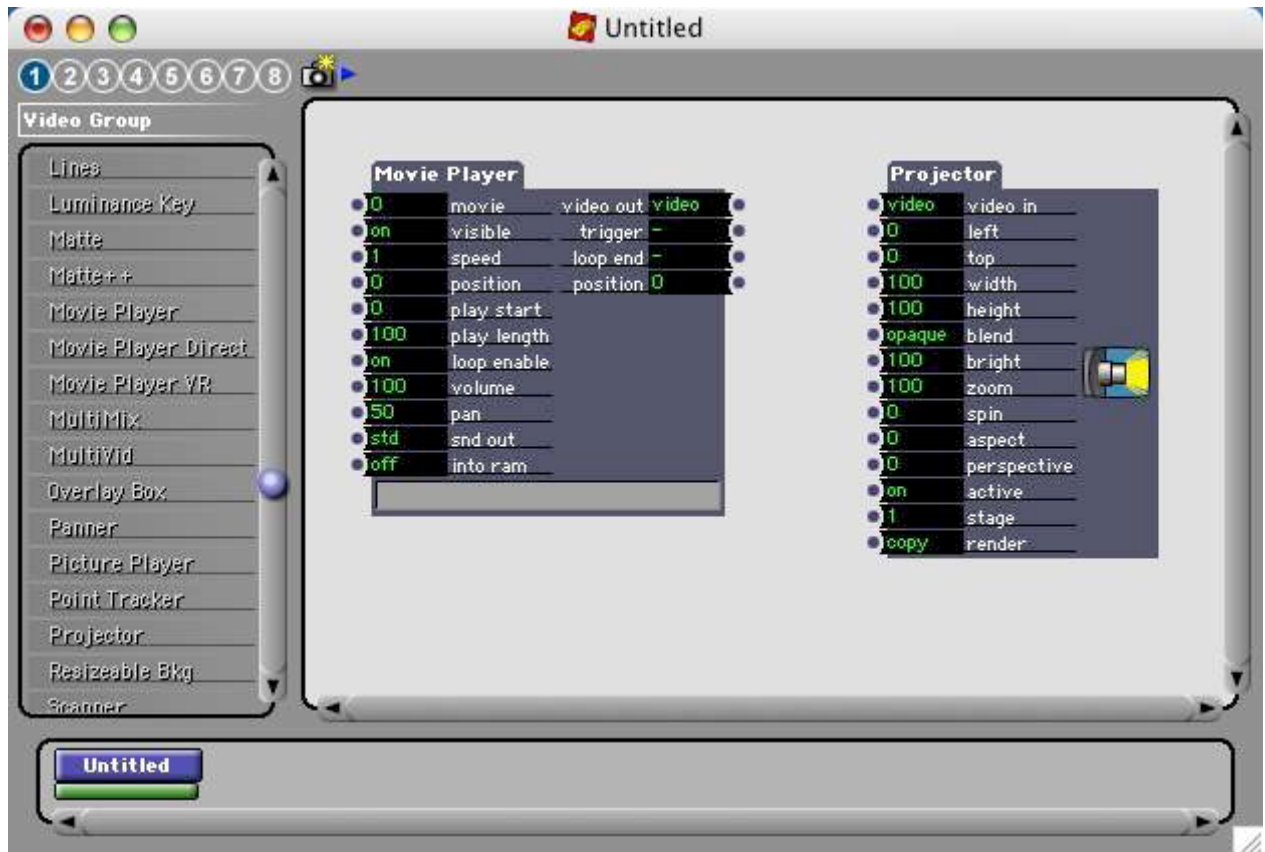 Untitled
1 2 3 4 5 6 7 8
Video Group
Lines
Luminance Key
Matte
Matte++
Movie Player
Movie Player Direct
Movie Player VR
MultiMix
MultiVid
Overlay Box
Panner
Picture Player
Point Tracker
Projector
Resizeable Bkg
Scanner
Movie Player
0 movie video out video
on visible trigger -
1 speed loop end -
0 position position 0
0 play start
100 play length
on loop enable
100 volume
50 pan
std snd out
off into ram
Projector
video video in
0 left
0 top
100 width
100 height
opaque blend
100 bright
100 zoom
0 spin
0 aspect
0 perspective
on active
1 stage
copy render
Untitled